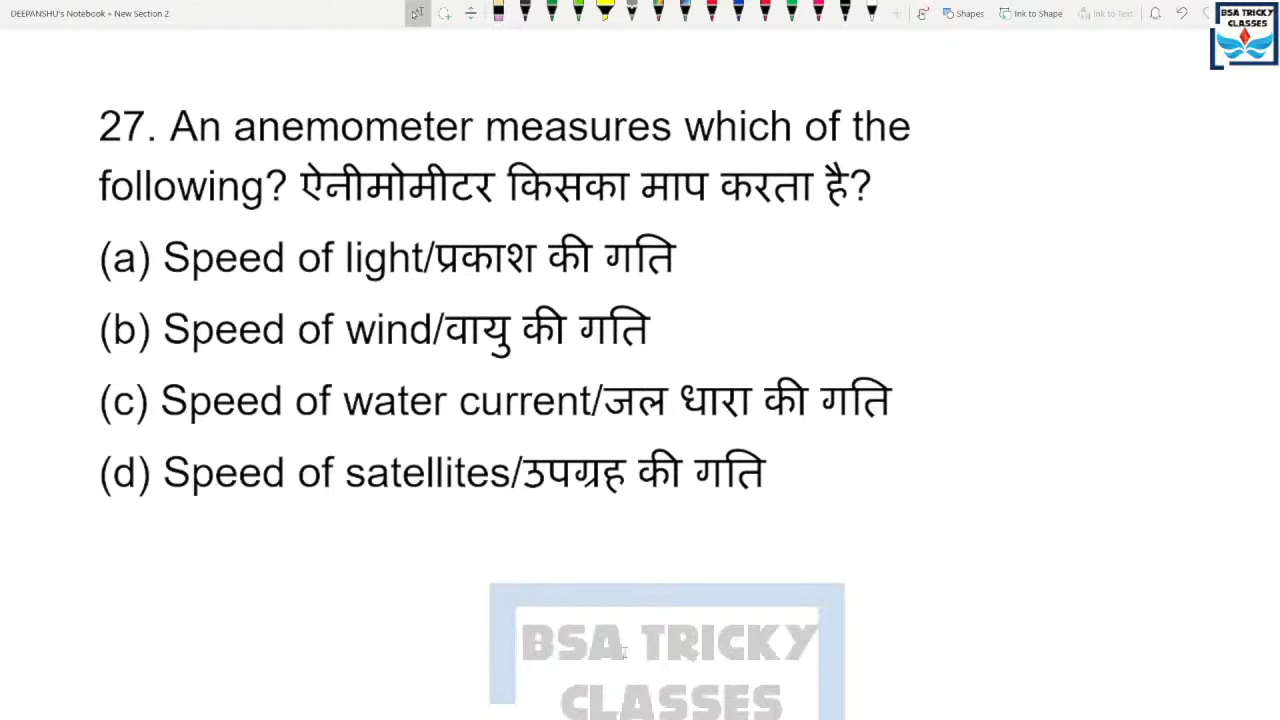 DEEPANSHU's Notebook ÷ New Section 2
Shapes
Ink to Shape
Ink to Text
BSA TRICKY
CLASSES
27. An anemometer measures which of the
following? ऐनीमोमीटर किसका माप करता है?
(a) Speed of light/प्रकाश की गति
(b) Speed of wind/वायु की गति
(c) Speed of water current/जल धारा की गति
(d) Speed of satellites/उपग्रह की गति
BSA TRICKY
CLASSES